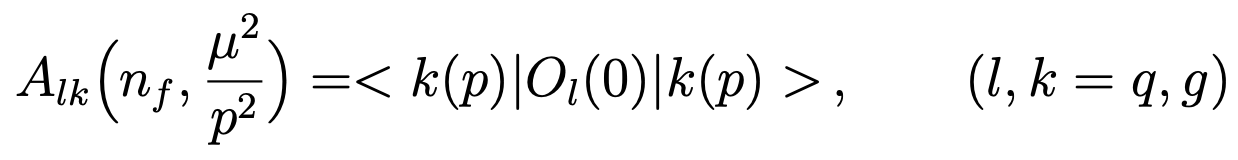 $A_{lk}\Big(n_f, \frac{\mu^2}{p^2}\Big) = < k(p)|O_l(0)|k(p) >\,, \qquad (l, k = q, g)$